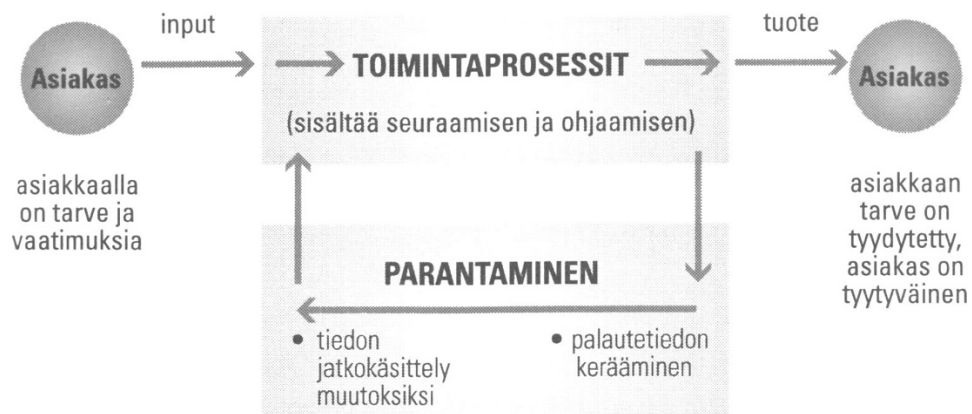 input
tuote
Asiakas
TOIMINTAPROSESSIT
Asiakas
(sisältää seuraamisen ja ohjaamisen)
asiakkaalla
on tarve ja
vaatimuksia
asiakkaan
tarve on
tyydytetty,
asiakas on
tyytyväinen
PARANTAMINEN
• tiedon
jatkokäsittely
muutoksiksi
• palautetiedon
kerääminen